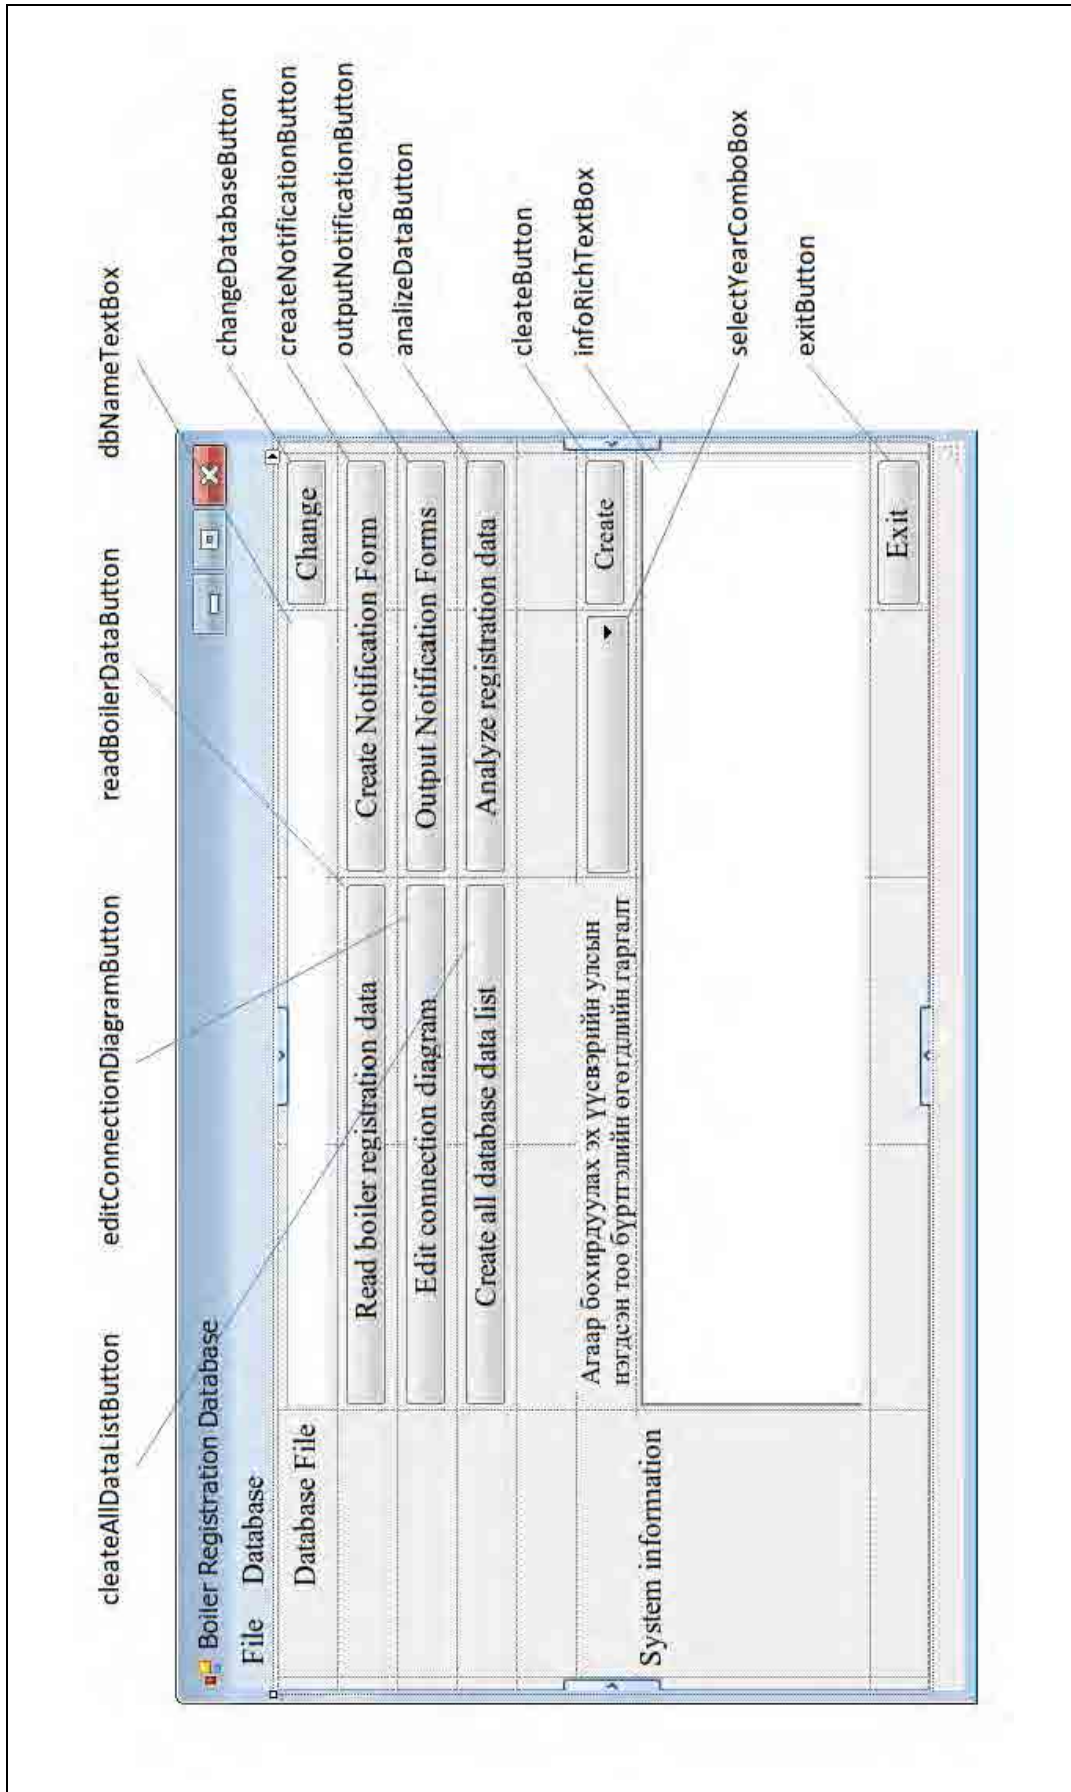 cleateAllDataListButton
editConnectionDiagramButton
readBoilerDataButton
dbNameTextBox
Boiler Registration Database
File Database
Database File
Change
changeDatabaseButton
Read boiler registration data
Create Notification Form
createNotificationButton
Edit connection diagram
Output Notification Forms
outputNotificationButton
Create all database data list
Analyze registration data
analizeDataButton
Агаар бохирдуулах эх үүсвэрийн улсын
нэгдсэн тоо бүртгэлийн өгөгдлийн гаргалт
Create
cleateButton
System information
infoRichTextBox
selectYearComboBox
Exit
exitButton